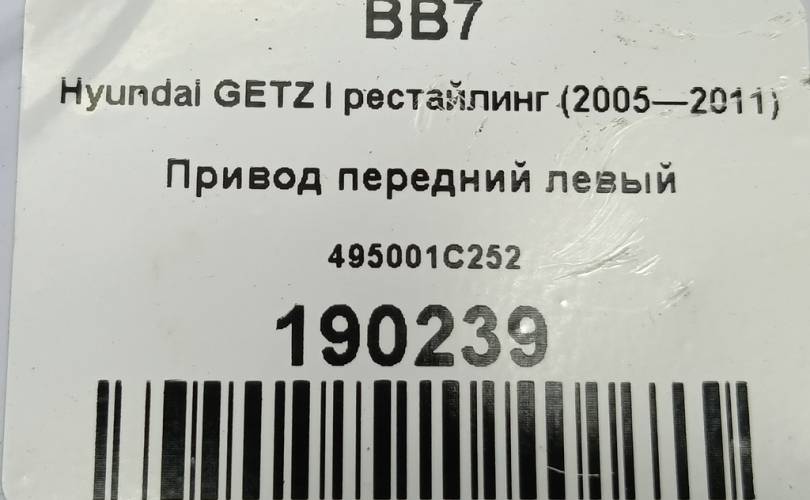 BB7
Hyundai GETZ I рестайлинг (2005—2011)
Привод передний левый
495001C252
190239